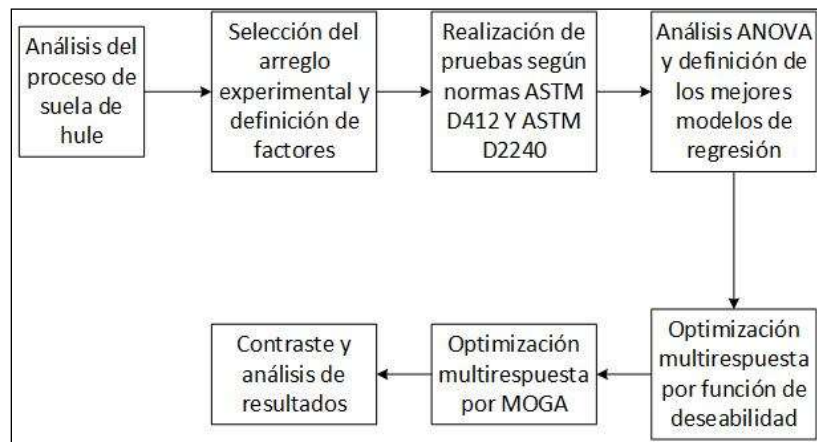 Análisis del
proceso de
suela de
hule
Selección del
arreglo
experimental y
definición de
factores
Realización de
pruebas según
normas ASTM
D412 Y ASTM
D2240
Análisis ANOVA
y definición de
los mejores
modelos de
regresión
Optimización
multirespuesta
por función de
deseabilidad
Optimización
multirespuesta
por MOGA
Contraste y
análisis de
resultados